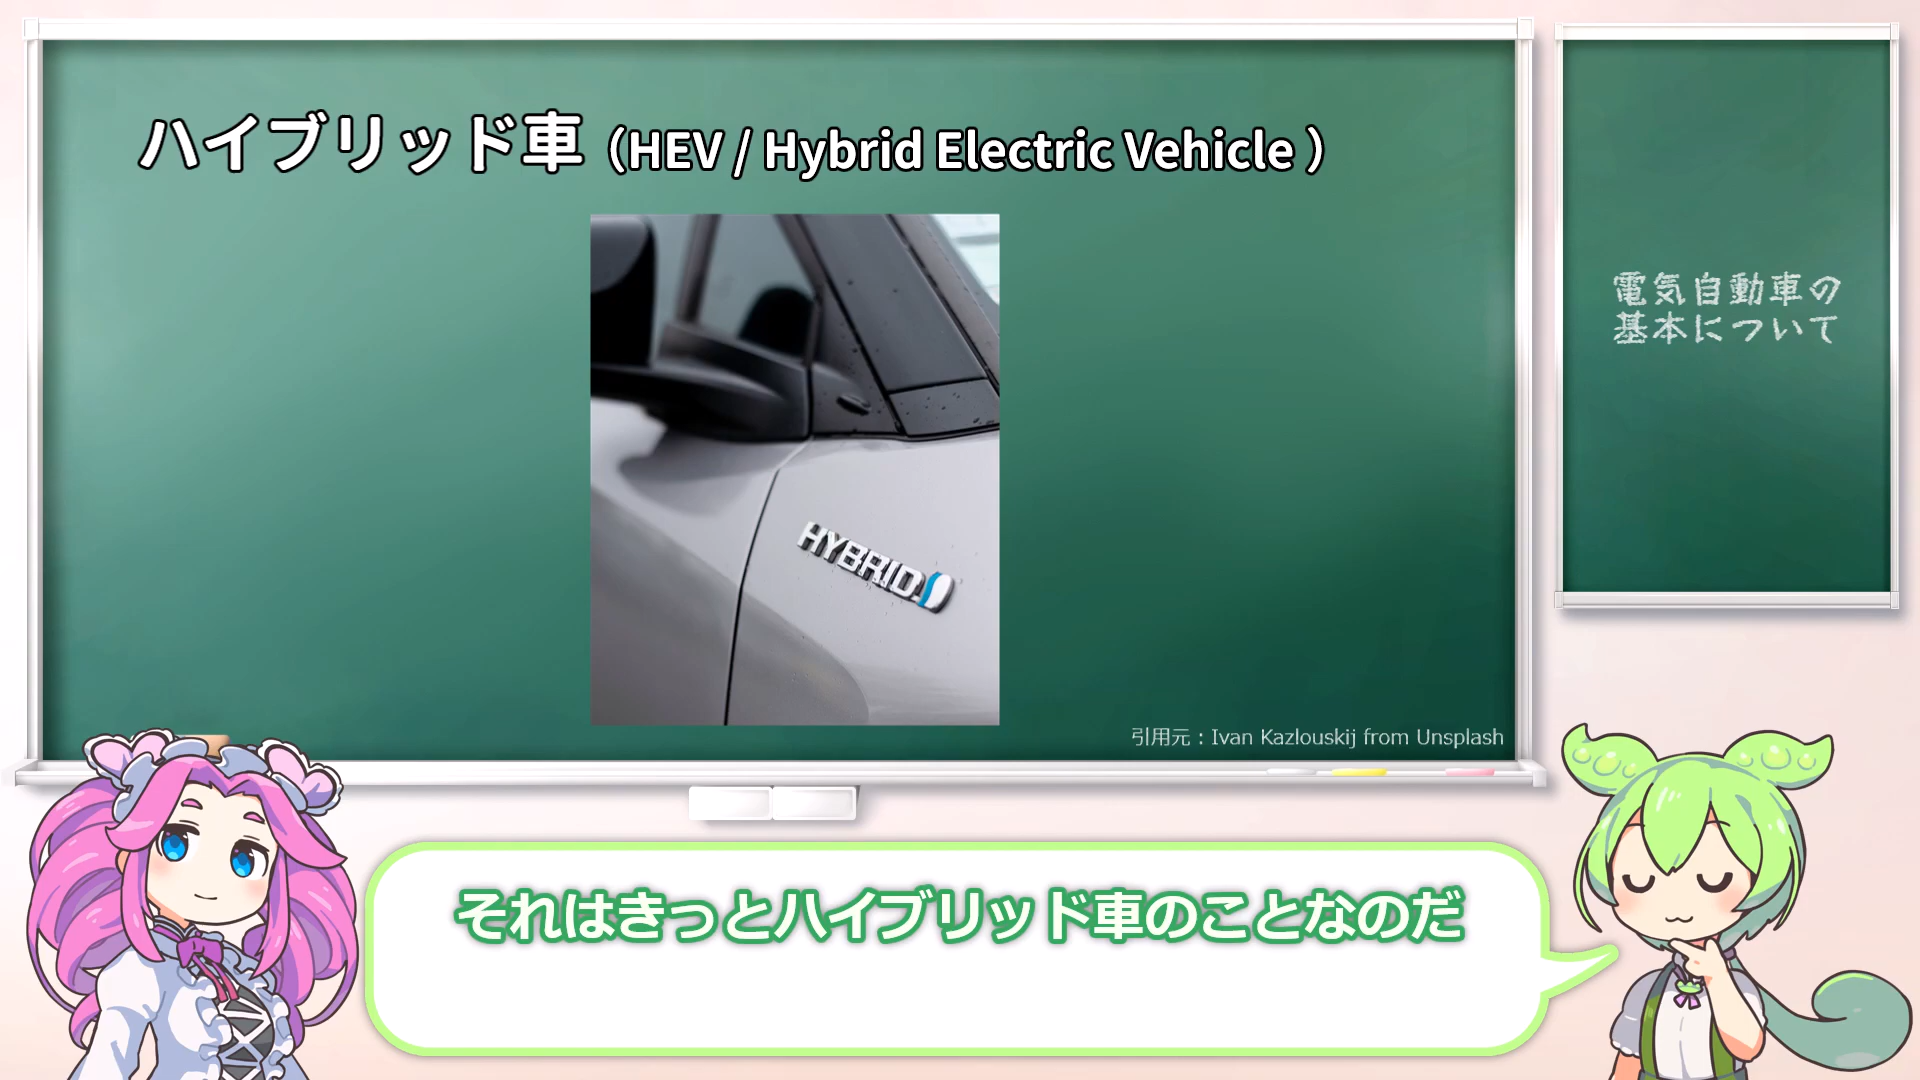 ハイブリッド車（HEV / Hybrid Electric Vehicle ）
HYBRID
引用元：Ivan Kazlouskij from Unsplash
電気自動車の
基本について
それはきっとハイブリッド車のことなのだ